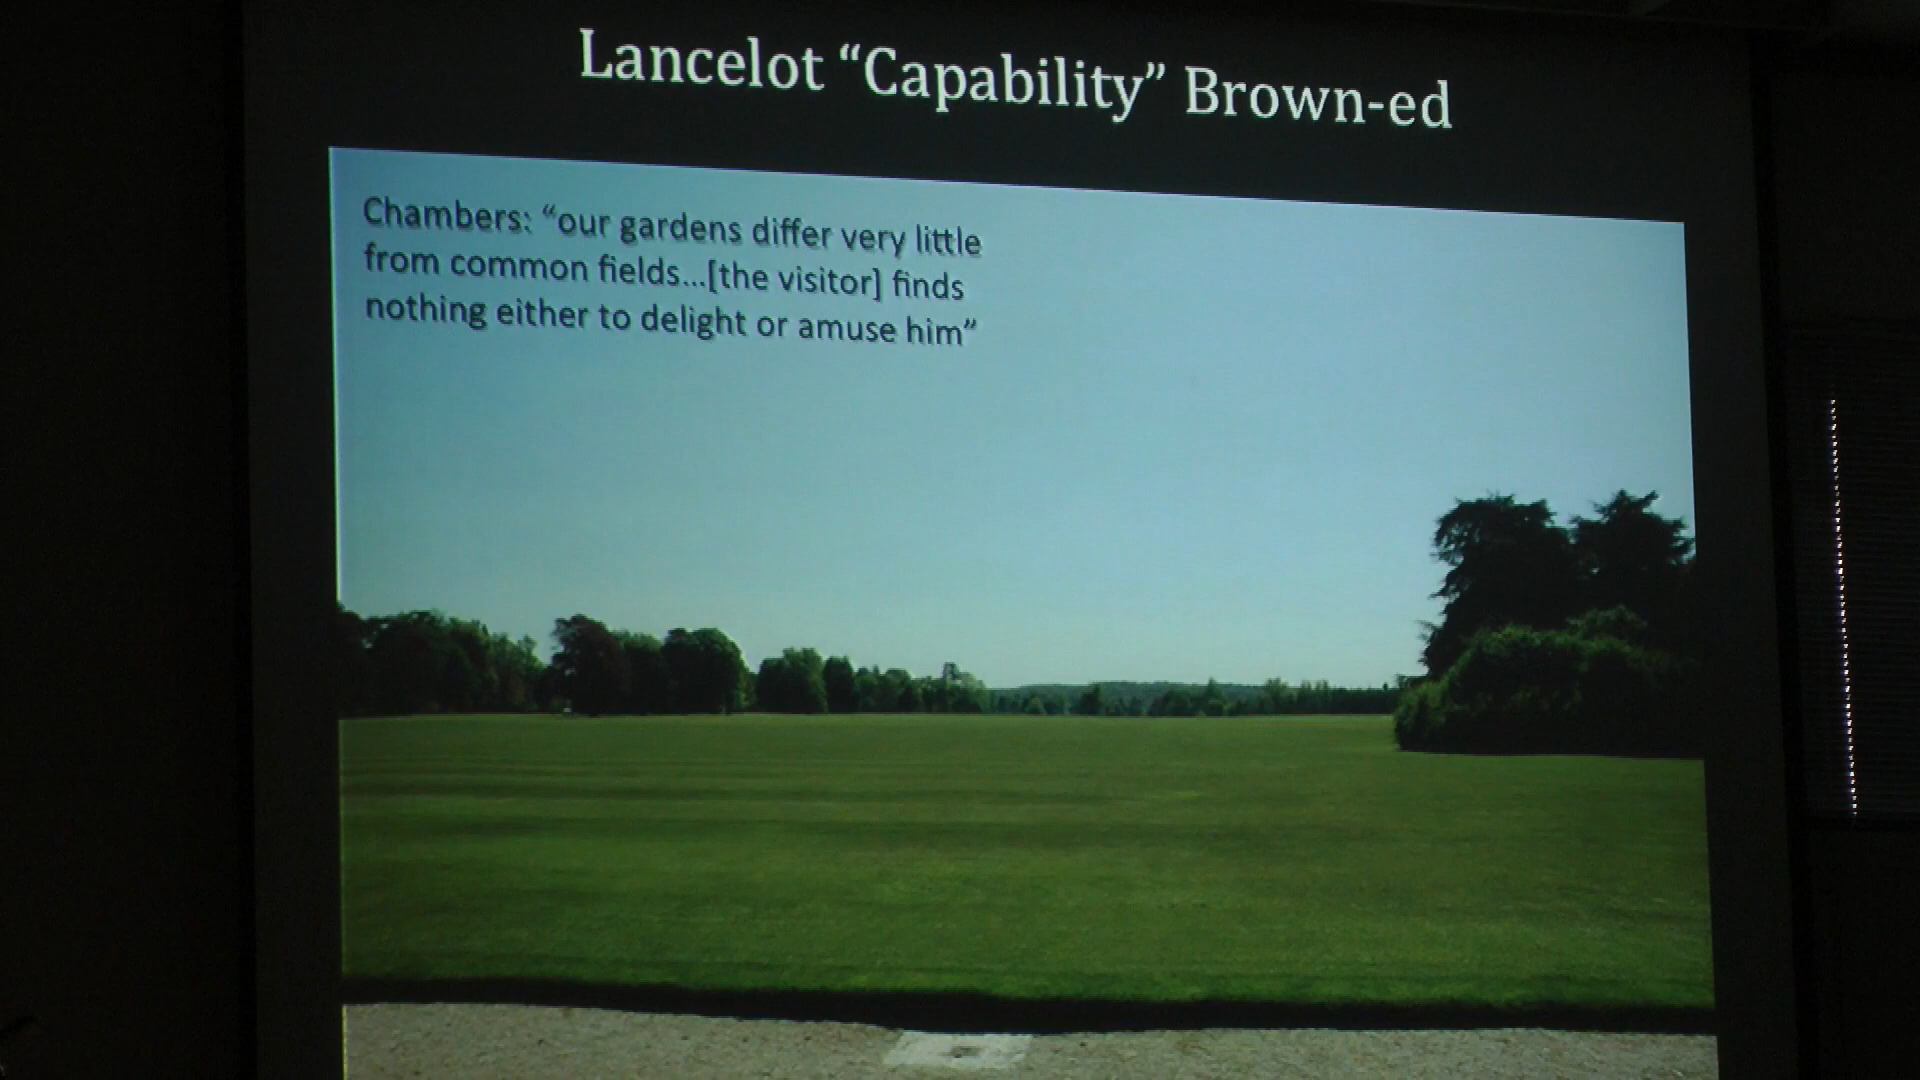 Lancelot “Capability” Brown-ed
Chambers: “our gardens differ very little
from common fields...[the visitor] finds
nothing either to delight or amuse him”